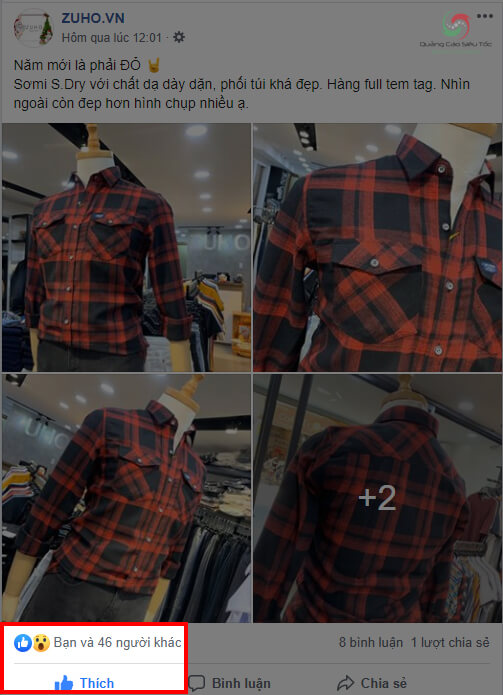 ZUHO.VN
Hôm qua lúc 12:01 ·
Quảng Cáo Siêu Tốc
Năm mới là phải ĐỎ 🤘
Sơmi S.Dry với chất dạ dày dặn, phối túi khá đẹp. Hàng full tem tag. Nhìn
ngoài còn đẹp hơn hình chụp nhiều ạ.
+2
Bạn và 46 người khác
8 bình luận 1 lượt chia sẻ
Thích
Bình luận
Chia sẻ